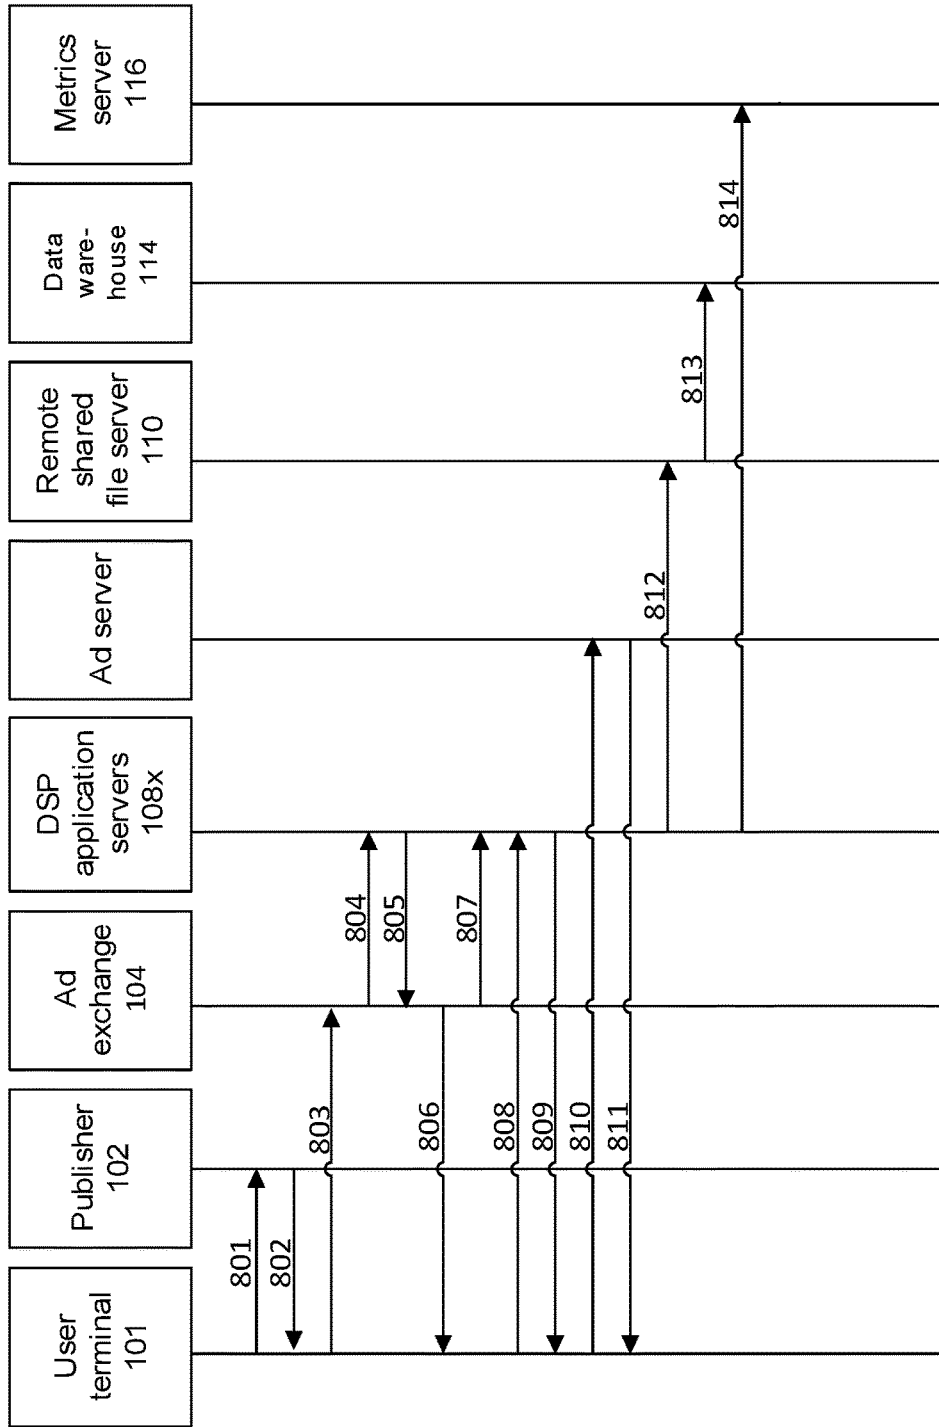 User
terminal
101
Publisher
102
Ad
exchange
104
DSP
application
servers
108x
Ad server
Remote
shared
file server
110
Data
ware-
house
114
Metrics
server
116
801
802
803
804
805
806
807
808
809
810
811
812
813
814